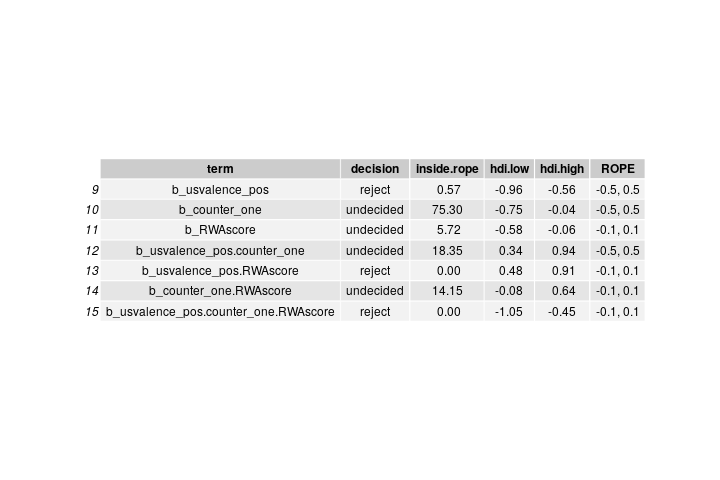 term decision inside.rope hdi.low hdi.high ROPE
9 b_usvalence_pos reject 0.57 -0.96 -0.56 -0.5, 0.5
10 b_counter_one undecided 75.30 -0.75 -0.04 -0.5, 0.5
11 b_RWAscore undecided 5.72 -0.58 -0.06 -0.1, 0.1
12 b_usvalence_pos.counter_one undecided 18.35 0.34 0.94 -0.5, 0.5
13 b_usvalence_pos.RWAscore reject 0.00 0.48 0.91 -0.1, 0.1
14 b_counter_one.RWAscore undecided 14.15 -0.08 0.64 -0.1, 0.1
15 b_usvalence_pos.counter_one.RWAscore reject 0.00 -1.05 -0.45 -0.1, 0.1